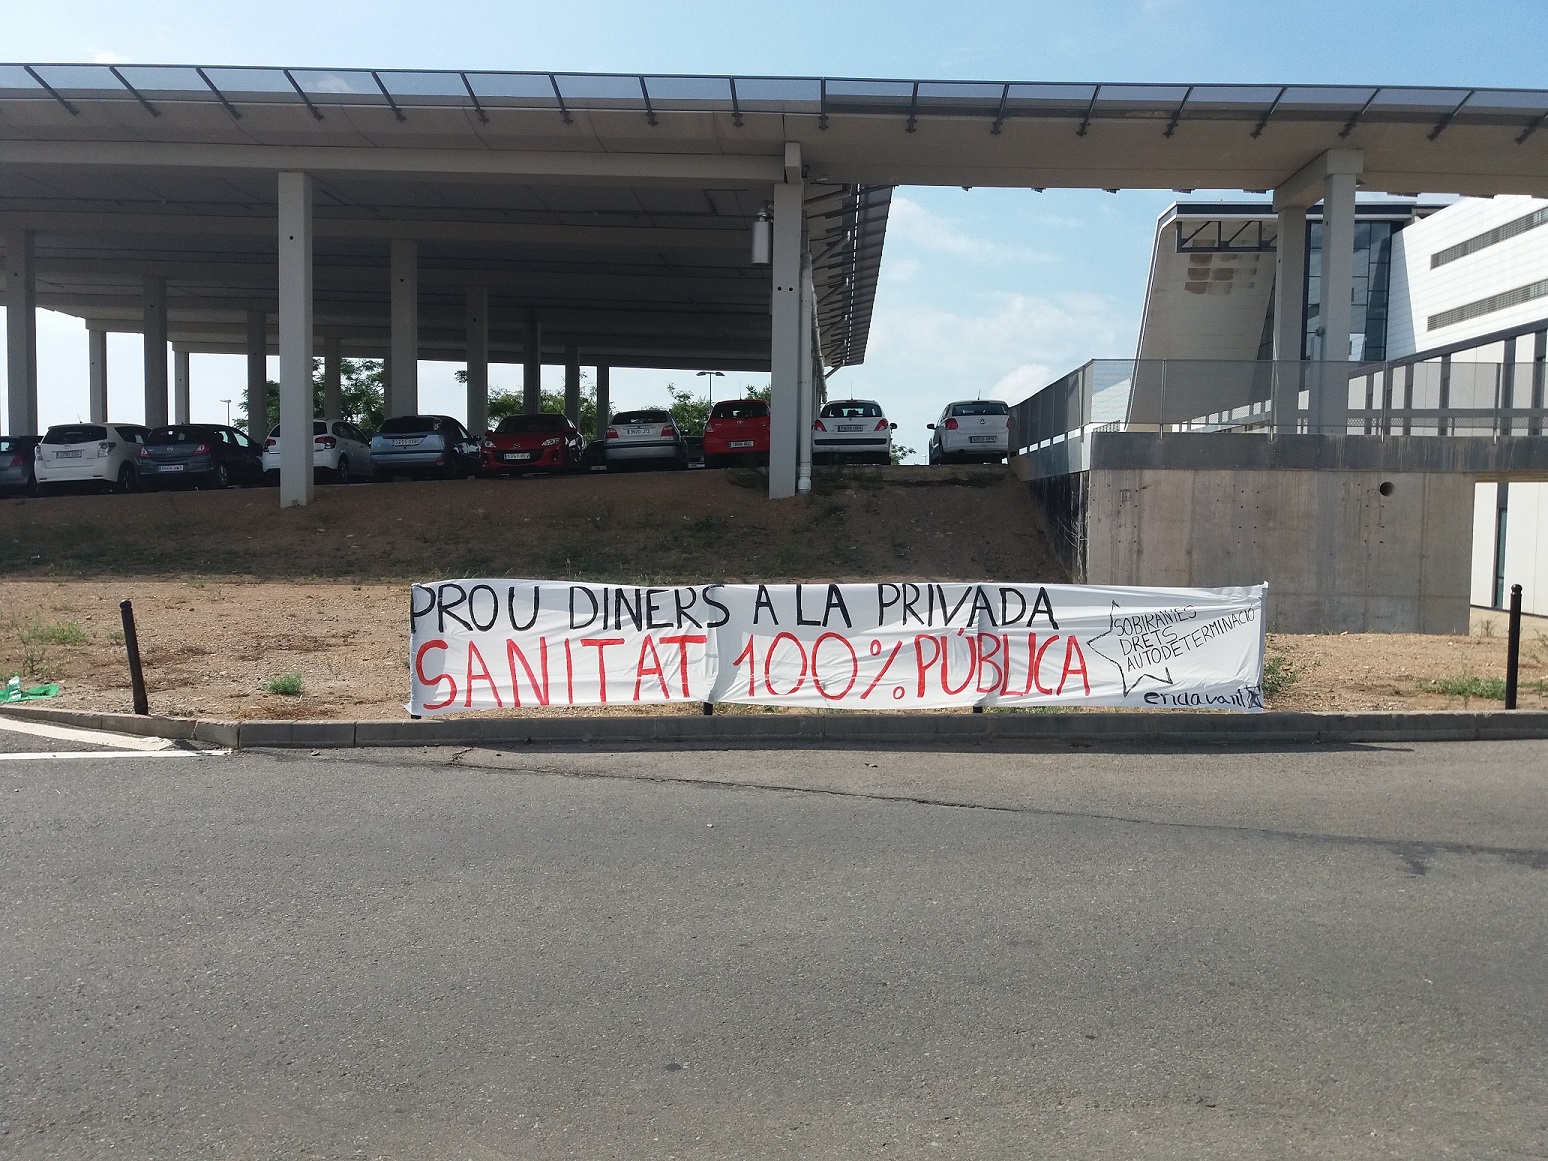 PROU DINERS A LA PRIVADA
SANITAT 100% PÚBLICA
SOBIRANIES
DRETS
AUTODETERMINACIÓ
endavant